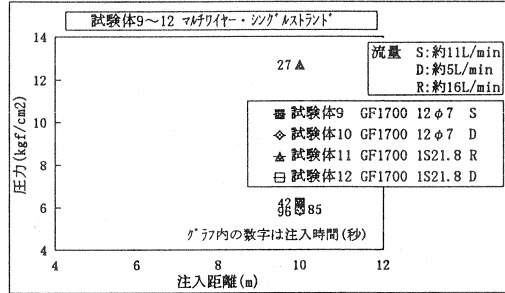 試験体9~12 マルチワイヤー・シングルストランド
14
12
10
8
6
4
圧力(kgf/cm2)
27
流量 S:約11L/min
D:約5L/min
R:約16L/min
試験体9 GF1700 12φ7 S
試験体10 GF1700 12φ7 D
試験体11 GF1700 1S21.8 R
試験体12 GF1700 1S21.8 D
42
96 85
グラフ内の数字は注入時間(秒)
4 6 8 10 12
注入距離(m)